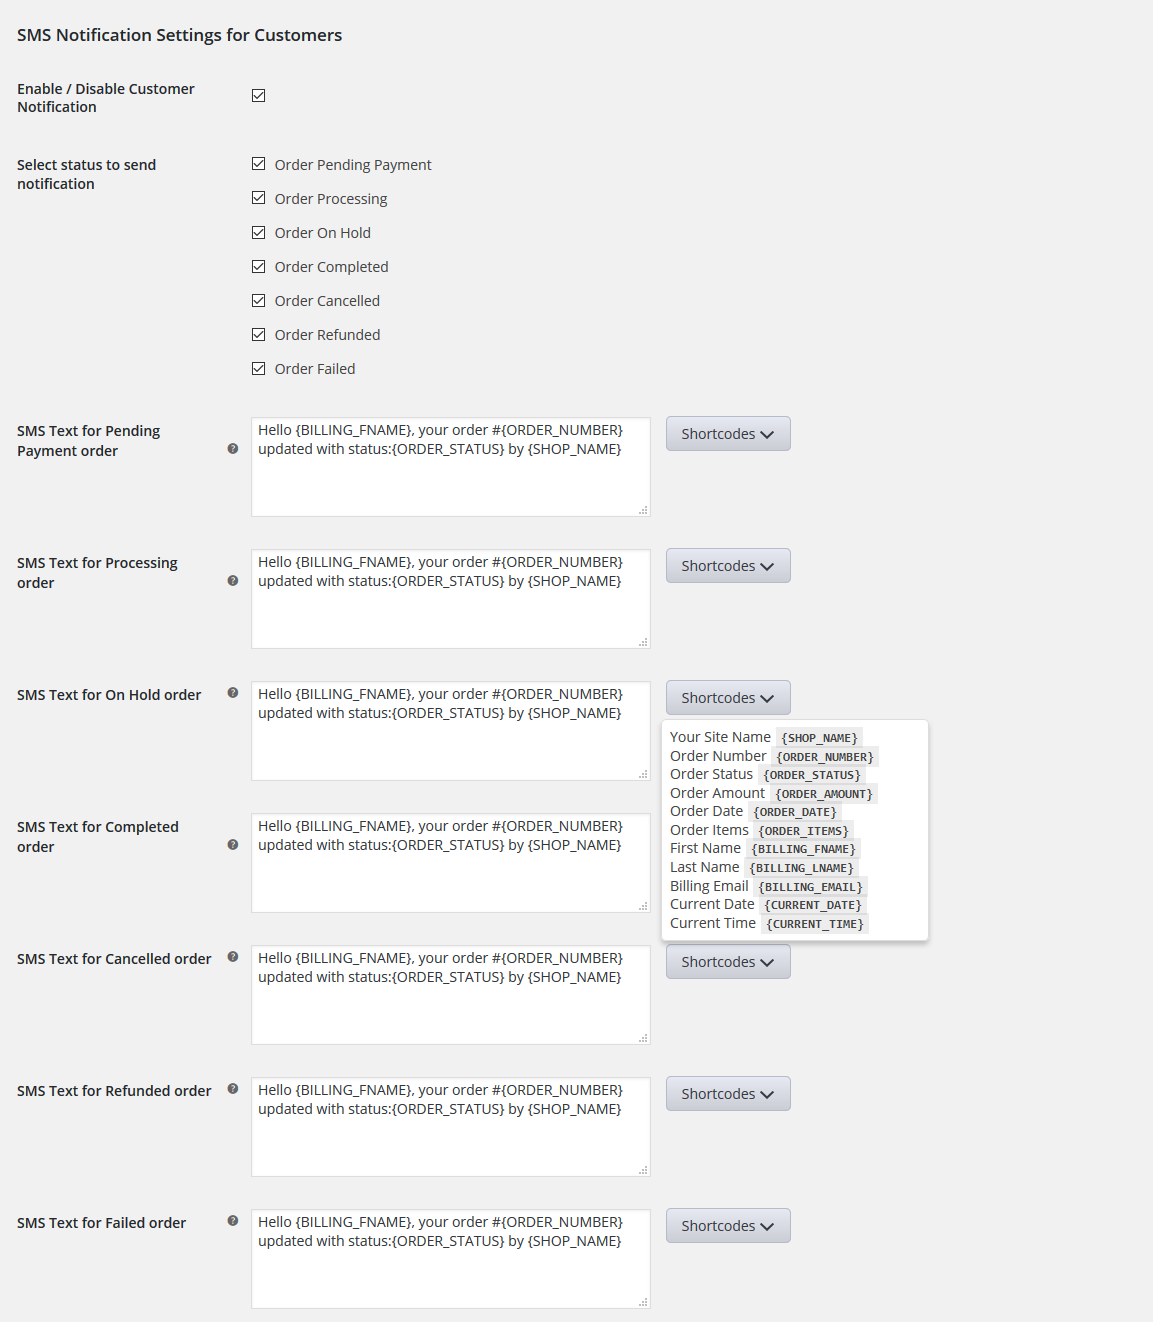 SMS Notification Settings for Customers
Enable / Disable Customer
Notification
Select status to send
notification
Order Pending Payment
Order Processing
Order On Hold
Order Completed
Order Cancelled
Order Refunded
Order Failed
SMS Text for Pending
Payment order
Hello {BILLING_FNAME}, your order #{ORDER_NUMBER}
updated with status:{ORDER_STATUS} by {SHOP_NAME}
Shortcodes
SMS Text for Processing
order
Hello {BILLING_FNAME}, your order #{ORDER_NUMBER}
updated with status:{ORDER_STATUS} by {SHOP_NAME}
Shortcodes
SMS Text for On Hold order
Hello {BILLING_FNAME}, your order #{ORDER_NUMBER}
updated with status:{ORDER_STATUS} by {SHOP_NAME}
Shortcodes
Your Site Name {SHOP_NAME}
Order Number {ORDER_NUMBER}
Order Status {ORDER_STATUS}
Order Amount {ORDER_AMOUNT}
Order Date {ORDER_DATE}
Order Items {ORDER_ITEMS}
First Name {BILLING_FNAME}
Last Name {BILLING_LNAME}
Billing Email {BILLING_EMAIL}
Current Date {CURRENT_DATE}
Current Time {CURRENT_TIME}
SMS Text for Completed
order
Hello {BILLING_FNAME}, your order #{ORDER_NUMBER}
updated with status:{ORDER_STATUS} by {SHOP_NAME}
SMS Text for Cancelled order
Hello {BILLING_FNAME}, your order #{ORDER_NUMBER}
updated with status:{ORDER_STATUS} by {SHOP_NAME}
Shortcodes
SMS Text for Refunded order
Hello {BILLING_FNAME}, your order #{ORDER_NUMBER}
updated with status:{ORDER_STATUS} by {SHOP_NAME}
Shortcodes
SMS Text for Failed order
Hello {BILLING_FNAME}, your order #{ORDER_NUMBER}
updated with status:{ORDER_STATUS} by {SHOP_NAME}
Shortcodes